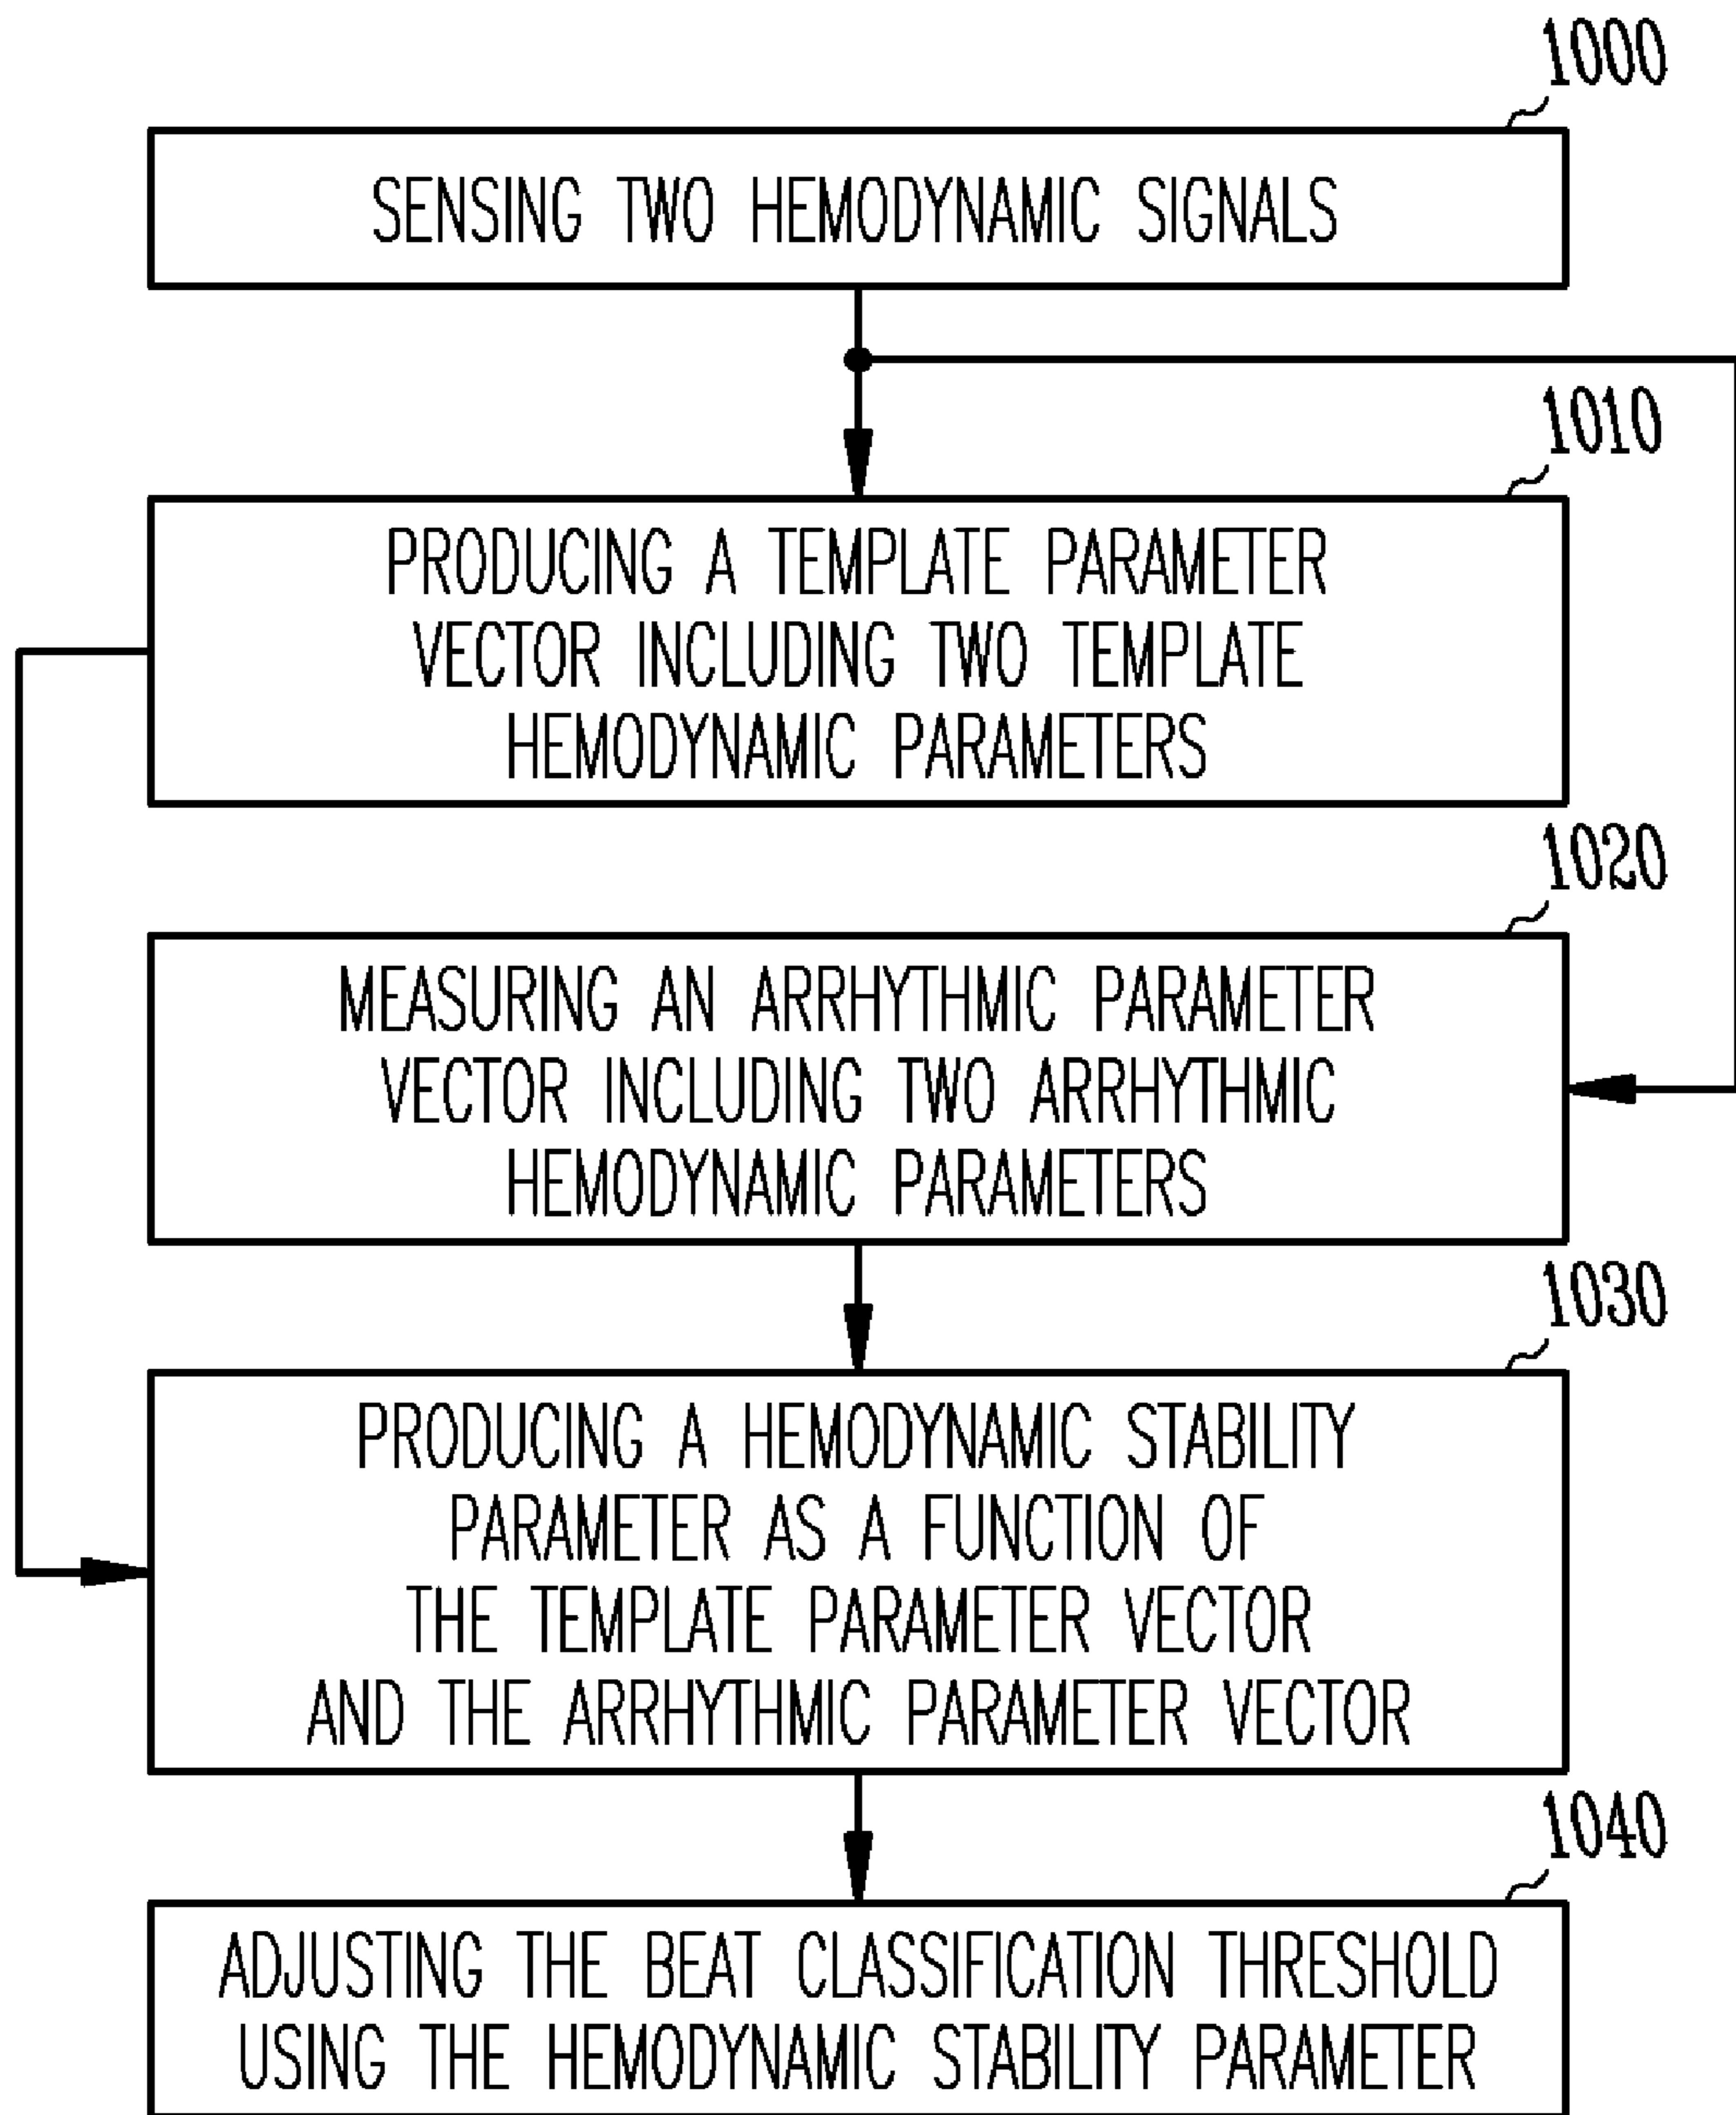 1000
SENSING TWO HEMODYNAMIC SIGNALS
1010
PRODUCING A TEMPLATE PARAMETER
VECTOR INCLUDING TWO TEMPLATE
HEMODYNAMIC PARAMETERS
1020
MEASURING AN ARRHYTHMIC PARAMETER
VECTOR INCLUDING TWO ARRHYTHMIC
HEMODYNAMIC PARAMETERS
1030
PRODUCING A HEMODYNAMIC STABILITY
PARAMETER AS A FUNCTION OF
THE TEMPLATE PARAMETER VECTOR
AND THE ARRHYTHMIC PARAMETER VECTOR
1040
ADJUSTING THE BEAT CLASSIFICATION THRESHOLD
USING THE HEMODYNAMIC STABILITY PARAMETER